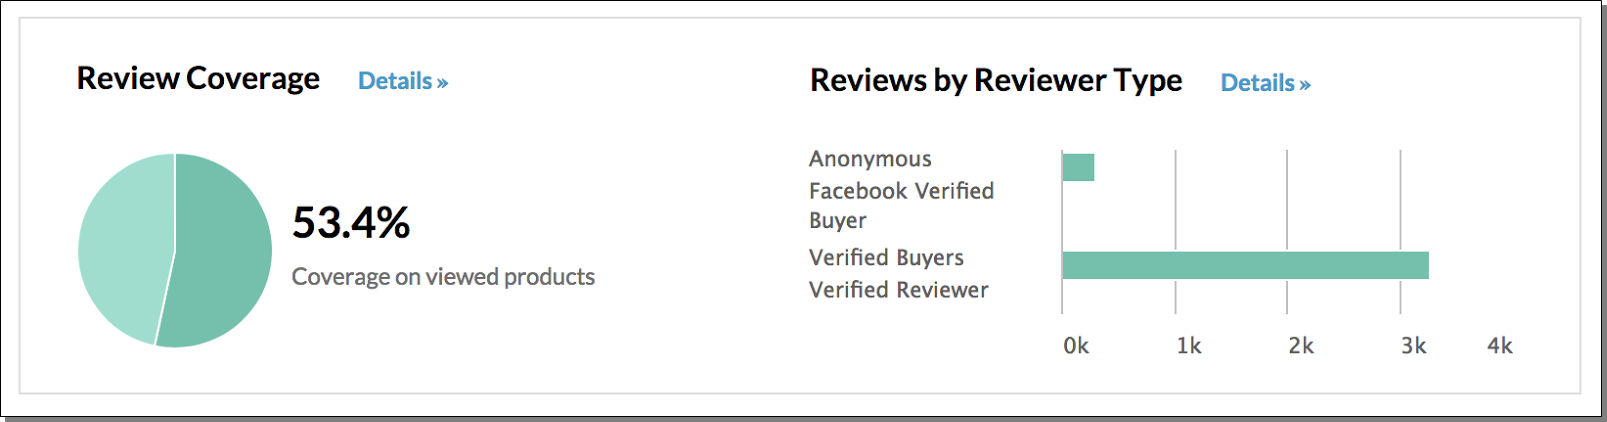 Review Coverage Details »
53.4%
Coverage on viewed products
Reviews by Reviewer Type Details »
Anonymous
Facebook Verified
Buyer
Verified Buyers
Verified Reviewer
0k 1k 2k 3k 4k